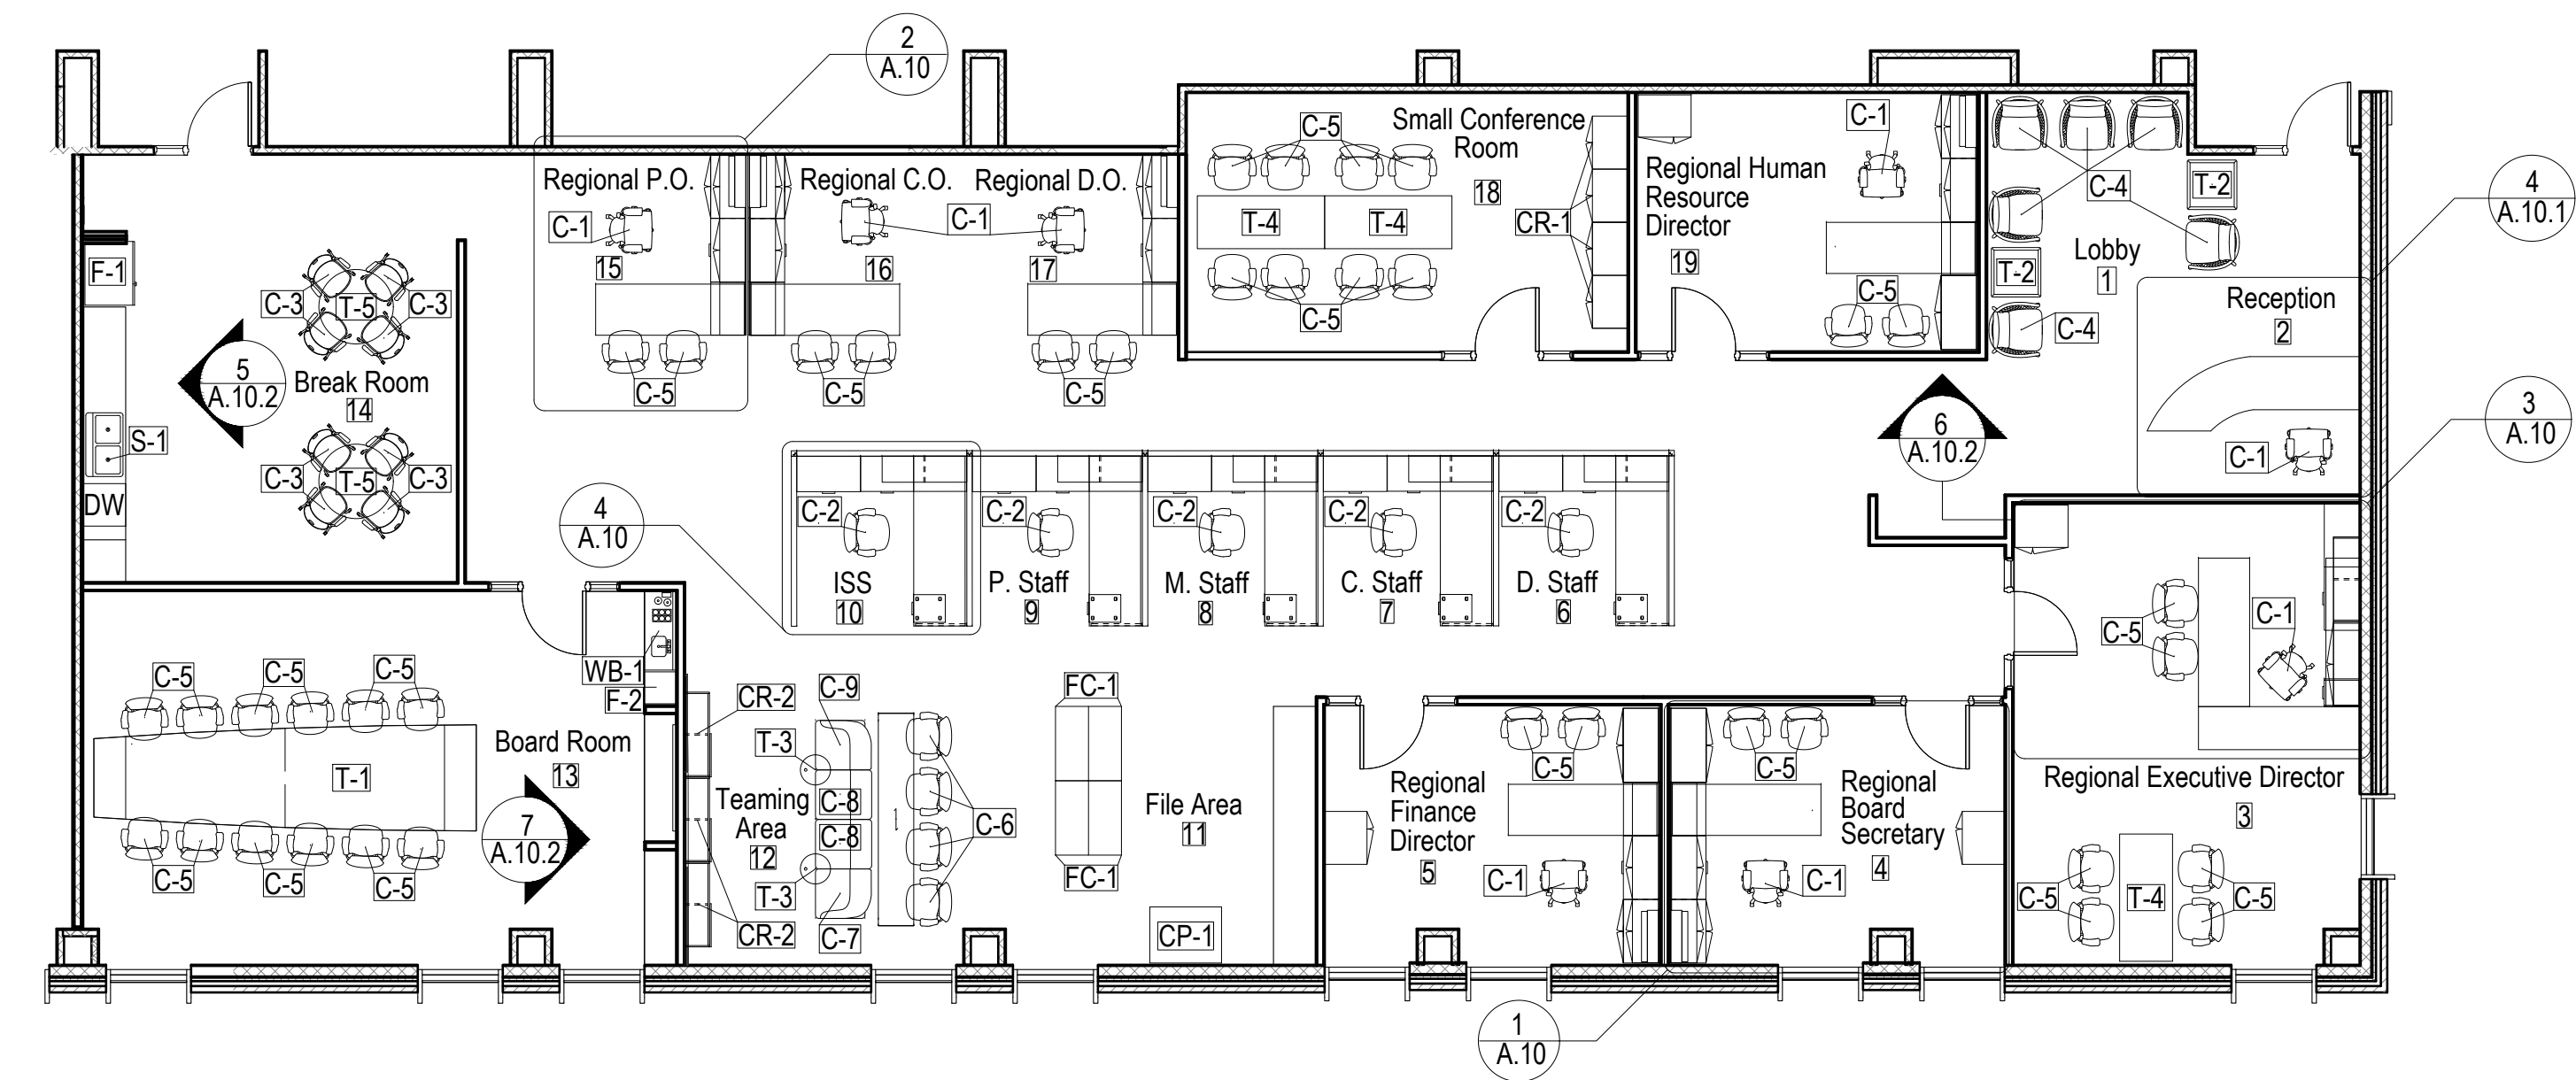 2
A.10
Regional P.O.
C-1
15
C-5
Regional C.O.
16
C-5
C-1
Regional D.O.
17
C-5
C-5
Small Conference
Room
18
T-4
T-4
CR-1
C-5
C-1
Regional Human
Resource
Director
19
C-5
C-4
T-2
T-2
C-4
Lobby
1
4
A.10.1
Reception
2
C-1
3
A.10
6
A.10.2
F-1
C-3
T-5
C-3
5
A.10.2
Break Room
14
S-1
C-3
T-5
C-3
DW
4
A.10
C-2
ISS
10
C-2
P. Staff
9
C-2
M. Staff
8
C-2
C. Staff
7
C-2
D. Staff
6
C-5
C-1
Regional Executive Director
3
C-5
T-4
C-5
WB-1
F-2
C-5
C-5
C-5
Board Room
13
T-1
7
A.10.2
C-5
C-5
C-5
CR-2
C-9
T-3
Teaming
Area
12
C-8
C-8
C-6
T-3
CR-2
C-7
FC-1
File Area
11
FC-1
CP-1
C-5
Regional
Finance
Director
5
C-1
C-5
Regional
Board
Secretary
4
C-1
1
A.10